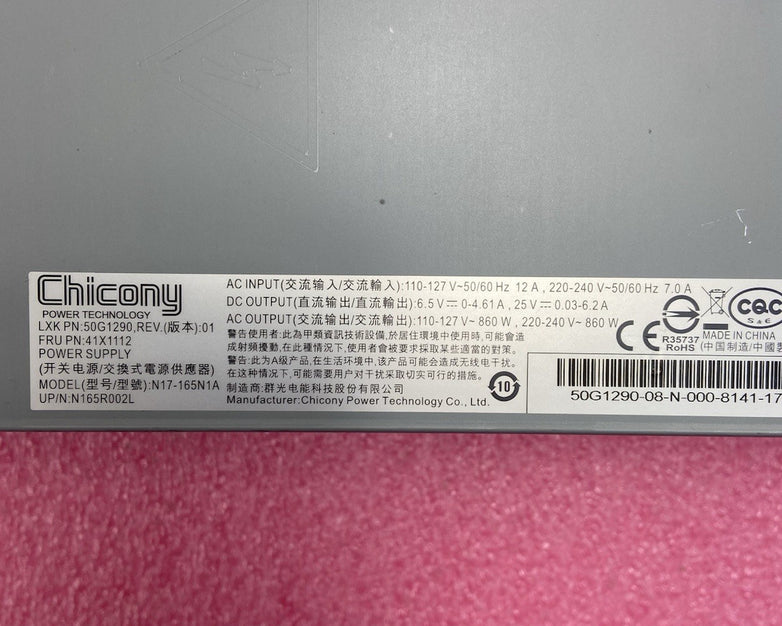 Chicony
POWER TECHNOLOGY
LXK PN:50G1290,REV.(版本):01
FRU PN:41X1112
POWER SUPPLY
(开关电源/交換式電源供應器)
MODEL(型号/型號):N17-165N1A
UP/N:N165R002L
AC INPUT(交流输入/交流輸入):110-127 V~50/60 Hz 12 A , 220-240 V~50/60 Hz 7.0 A
DC OUTPUT(直流输出/直流輸出):6.5 V⎓ 0-4.61A , 25 V⎓ 0.03-6.2 A
AC OUTPUT(交流输出/交流輸出):110-127 V~ 860 W , 220-240 V~ 860 W
警告使用者:此為甲類資訊技術設備,於居住環境中使用時,可能會造
成射頻擾動,在此種情況下,使用者會被要求採取某些適當的對策。
警告:此为A级产品,在生活环境中,该产品可能会造成无线电干扰。
在这种情况下,可能需要用户对干扰采取切实可行的措施。
制造商:群光电能科技股份有限公司
Manufacturer:Chicony Power Technology Co., Ltd.
10
CE
R35737
RoHS
CQC
S&E
MADE IN CHINA
(中国制造/中國製
50G1290-08-N-000-8141-17